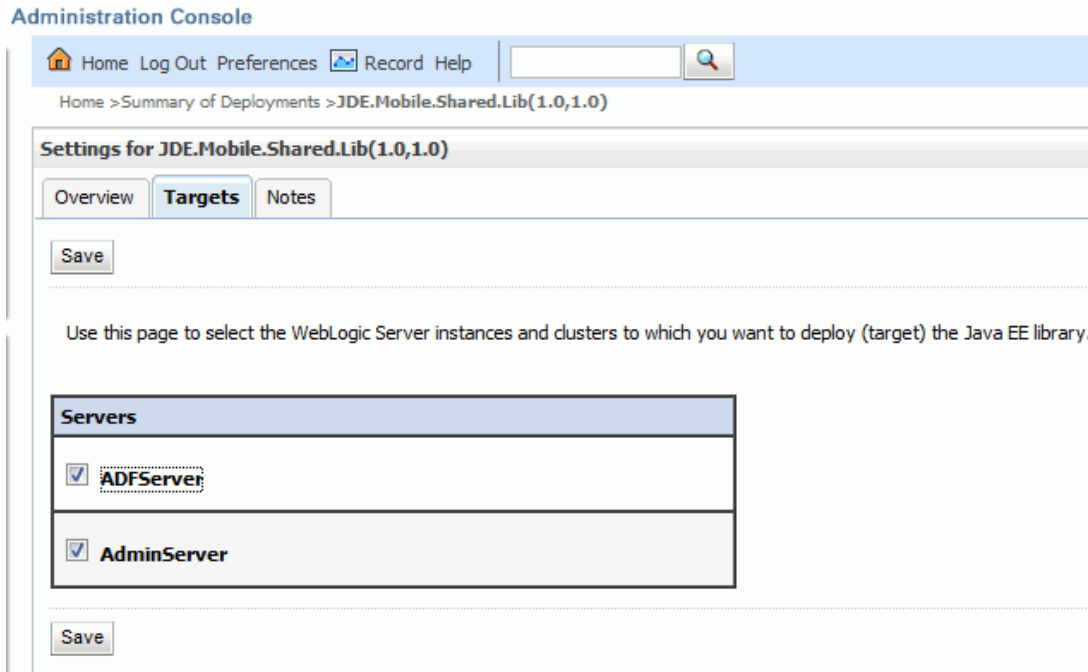 Administration Console
Home Log Out Preferences Record Help
Home >Summary of Deployments >JDE.Mobile.Shared.Lib(1.0,1.0)
Settings for JDE.Mobile.Shared.Lib(1.0,1.0)
Overview Targets Notes
Save
Use this page to select the WebLogic Server instances and clusters to which you want to deploy (target) the Java EE library.
Servers
ADFServer
AdminServer
Save